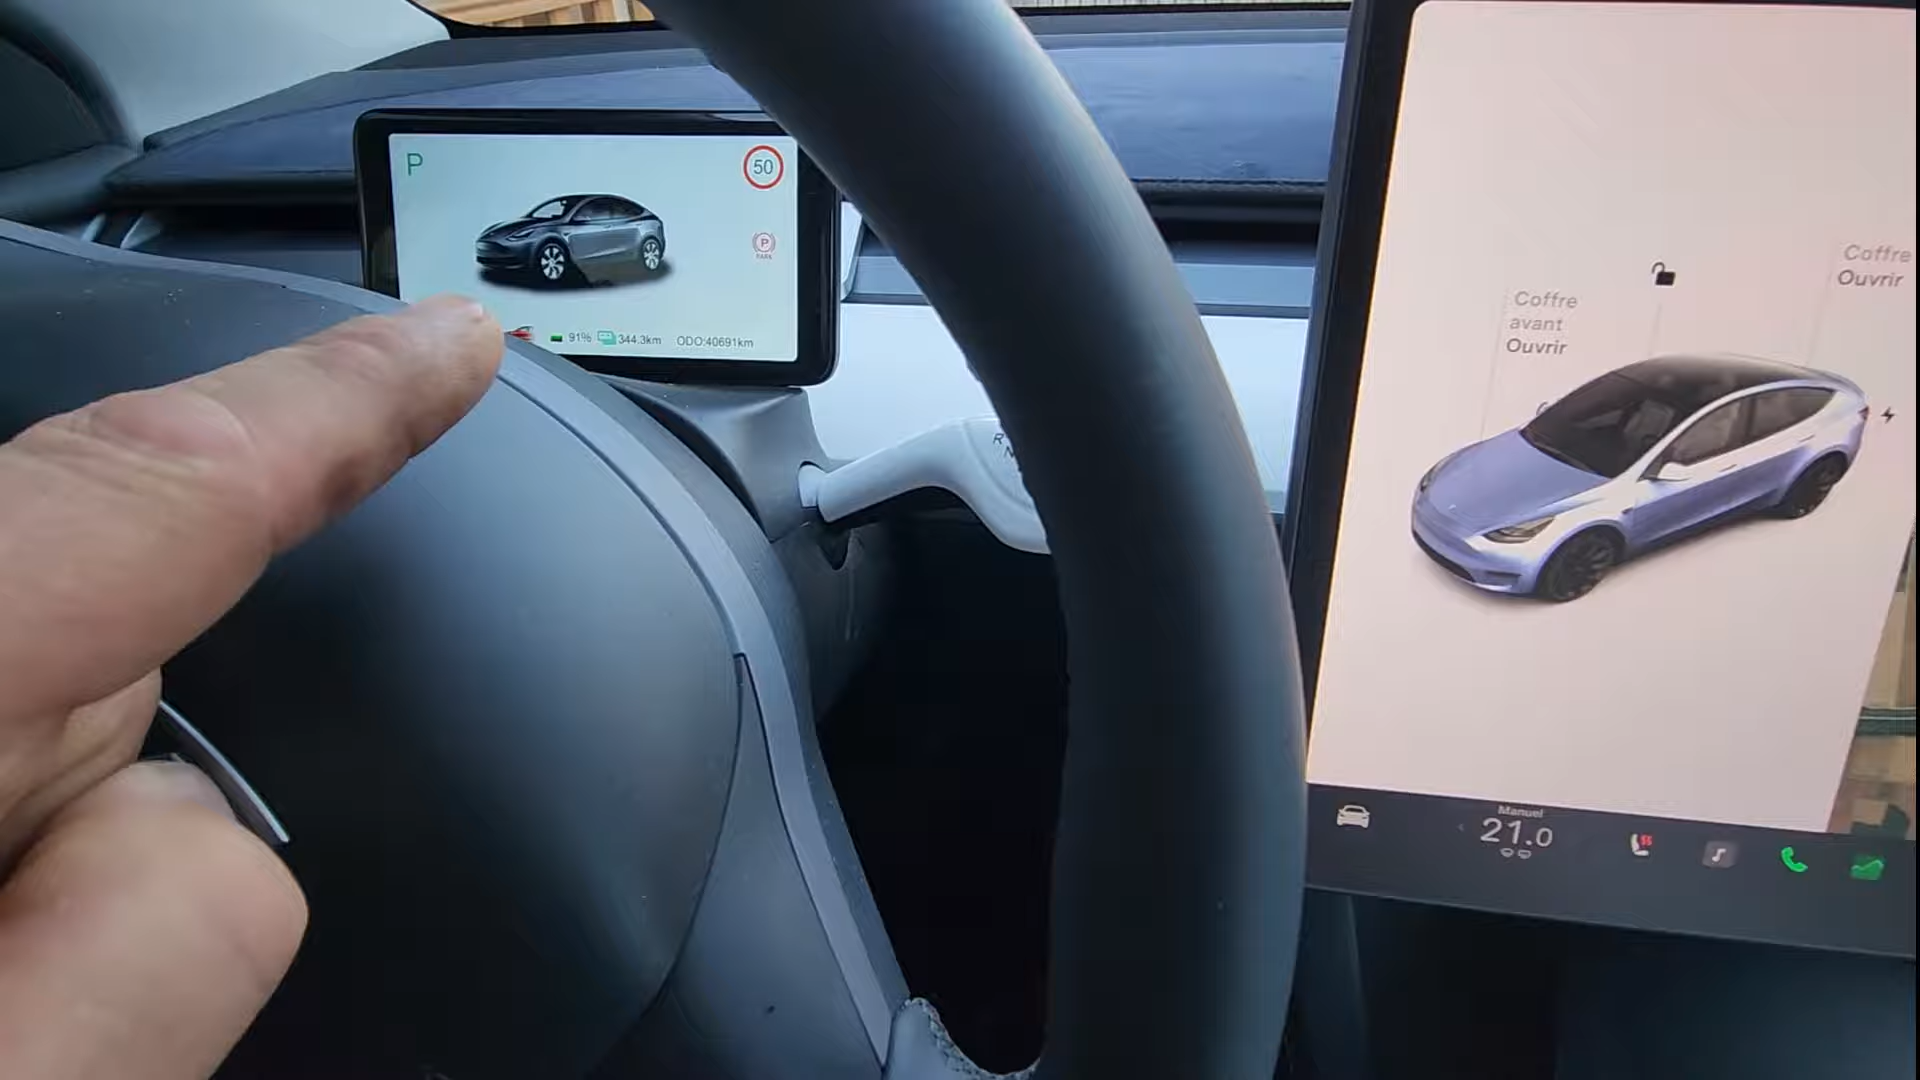 P
50
P
PARK
91% 344.3km ODO:40691km
R
N
Coffre
avant
Ouvrir
Coffre
Ouvrir
Manuel
21.0